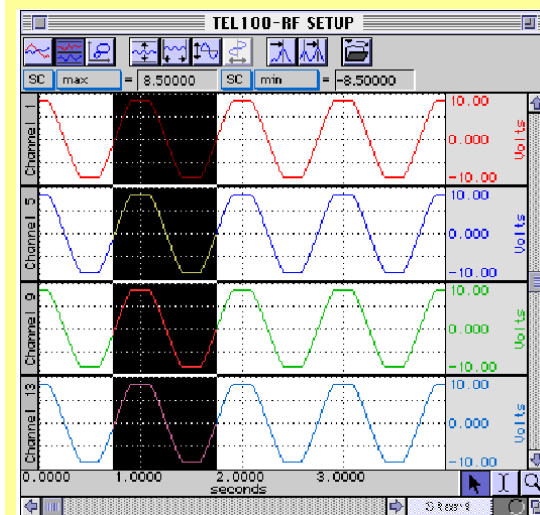 TEL100-RF SETUP
SC max = 8.50000 SC min = -8.50000
Channel 1
10.00
0.000
-10.00
Volts
Channel 5
10.00
0.000
-10.00
Volts
Channel 9
10.00
0.000
-10.00
Volts
Channel 13
10.00
0.000
-10.00
Volts
0.0000 1.0000 2.0000 3.0000
seconds